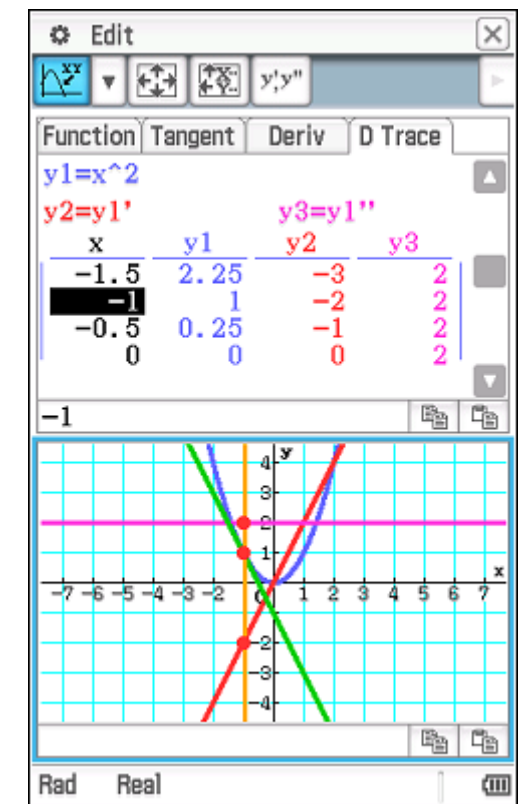 Edit
y',y"
Function Tangent Deriv D Trace
y1=x^2
y2=y1' y3=y1''
x y1 y2 y3
-1.5 2.25 -3 2
-1 1 -2 2
-0.5 0.25 -1 2
0 0 0 2
-1
y
4
3
2
1
x
-7 -6 -5 -4 -3 -2 0 1 2 3 4 5 6 7
-2
-3
-4
Rad Real